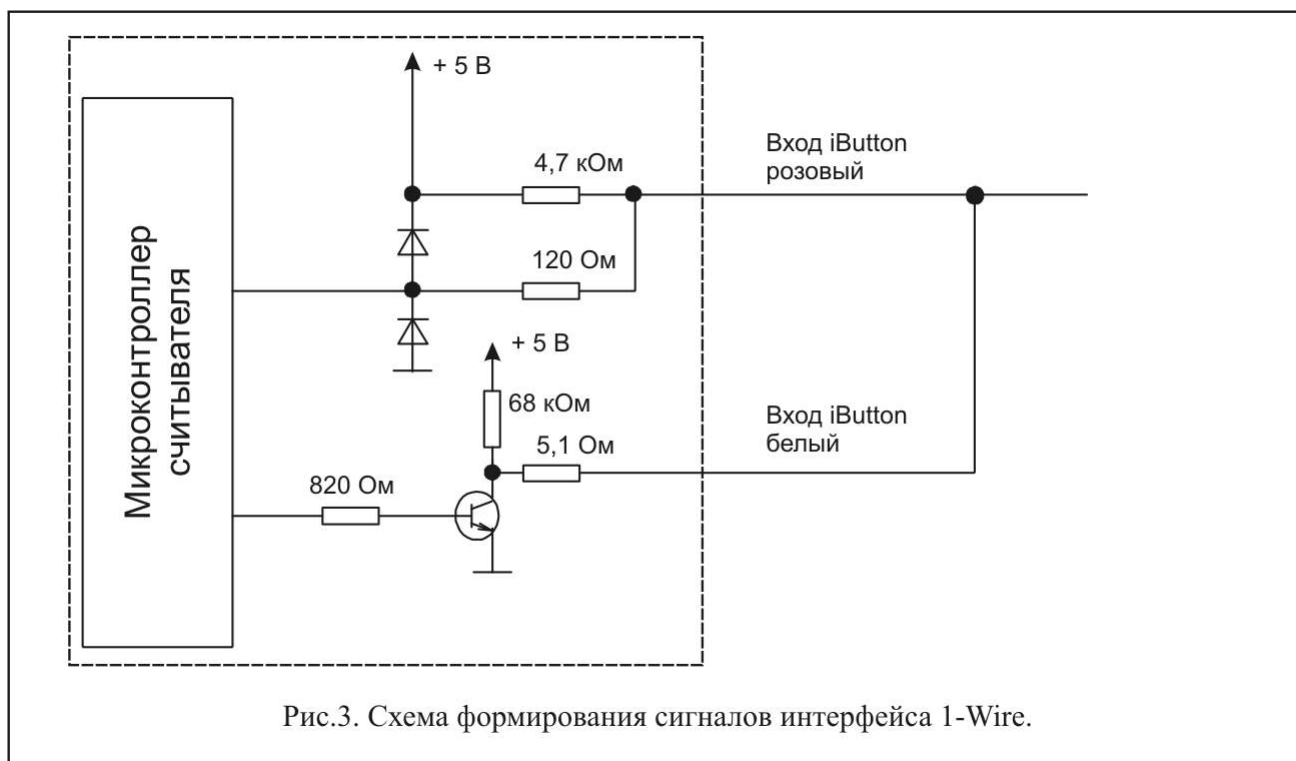 + 5 В
Вход iButton
розовый
4,7 кОм
120 Ом
Микроконтроллер
считывателя
+ 5 В
68 кОм
5,1 Ом
Вход iButton
белый
820 Ом
Рис.3. Схема формирования сигналов интерфейса 1-Wire.